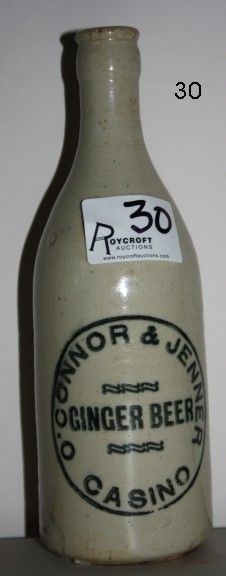 30
30
ROYCROFT
AUCTIONS
www.roycroftauctions.com
O'CONNOR & JENNER
GINGER BEER
CASINO